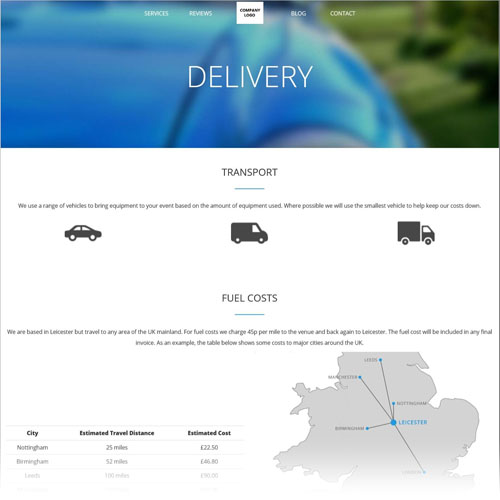 SERVICES
REVIEWS
COMPANY
LOGO
BLOG
CONTACT
DELIVERY
TRANSPORT
We use a range of vehicles to bring equipment to your event based on the amount of equipment used. Where possible we will use the smallest vehicle to help keep our costs down.
FUEL COSTS
We are based in Leicester but travel to any area of the UK mainland. For fuel costs we charge 45p per mile to the venue and back again to Leicester. The fuel cost will be included in any final
invoice. As an example, the table below shows some costs to major cities around the UK.
LEEDS
MANCHESTER
NOTTINGHAM
LEICESTER
BIRMINGHAM
LONDON
City Estimated Travel Distance Estimated Cost
Nottingham 25 miles £22.50
Birmingham 52 miles £46.80
Leeds 100 miles £90.00